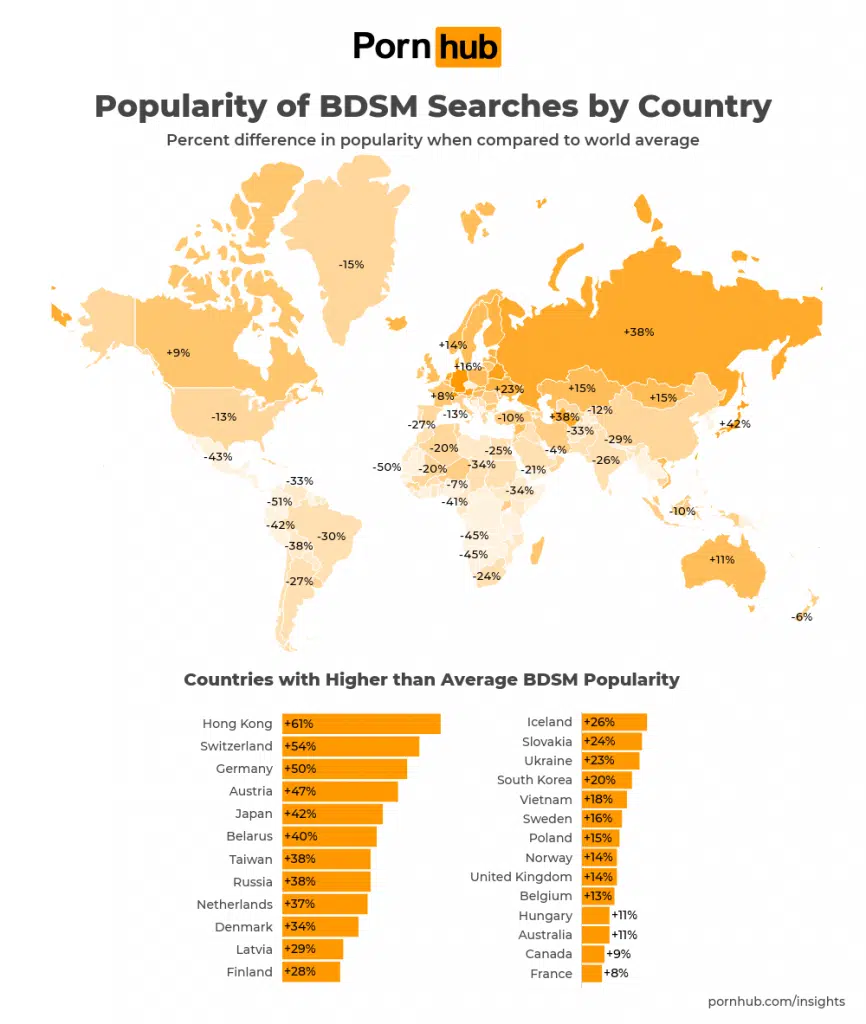 Porn hub
Popularity of BDSM Searches by Country
Percent difference in popularity when compared to world average
-15%
+38%
+14%
+9%
+16%
+23%
+15%
+8%
+15%
-13%
-13%
-10%
+38%
-12%
+42%
-27%
-33%
-29%
-43%
-20%
-25%
-4%
-26%
-50%
-20%
-34%
-21%
-33%
-7%
-34%
-51%
-41%
-10%
-42%
-30%
-45%
-38%
-45%
+11%
-27%
-24%
-6%
Countries with Higher than Average BDSM Popularity
Hong Kong +61%
Switzerland +54%
Germany +50%
Austria +47%
Japan +42%
Belarus +40%
Taiwan +38%
Russia +38%
Netherlands +37%
Denmark +34%
Latvia +29%
Finland +28%
Iceland +26%
Slovakia +24%
Ukraine +23%
South Korea +20%
Vietnam +18%
Sweden +16%
Poland +15%
Norway +14%
United Kingdom +14%
Belgium +13%
Hungary +11%
Australia +11%
Canada +9%
France +8%
pornhub.com/insights